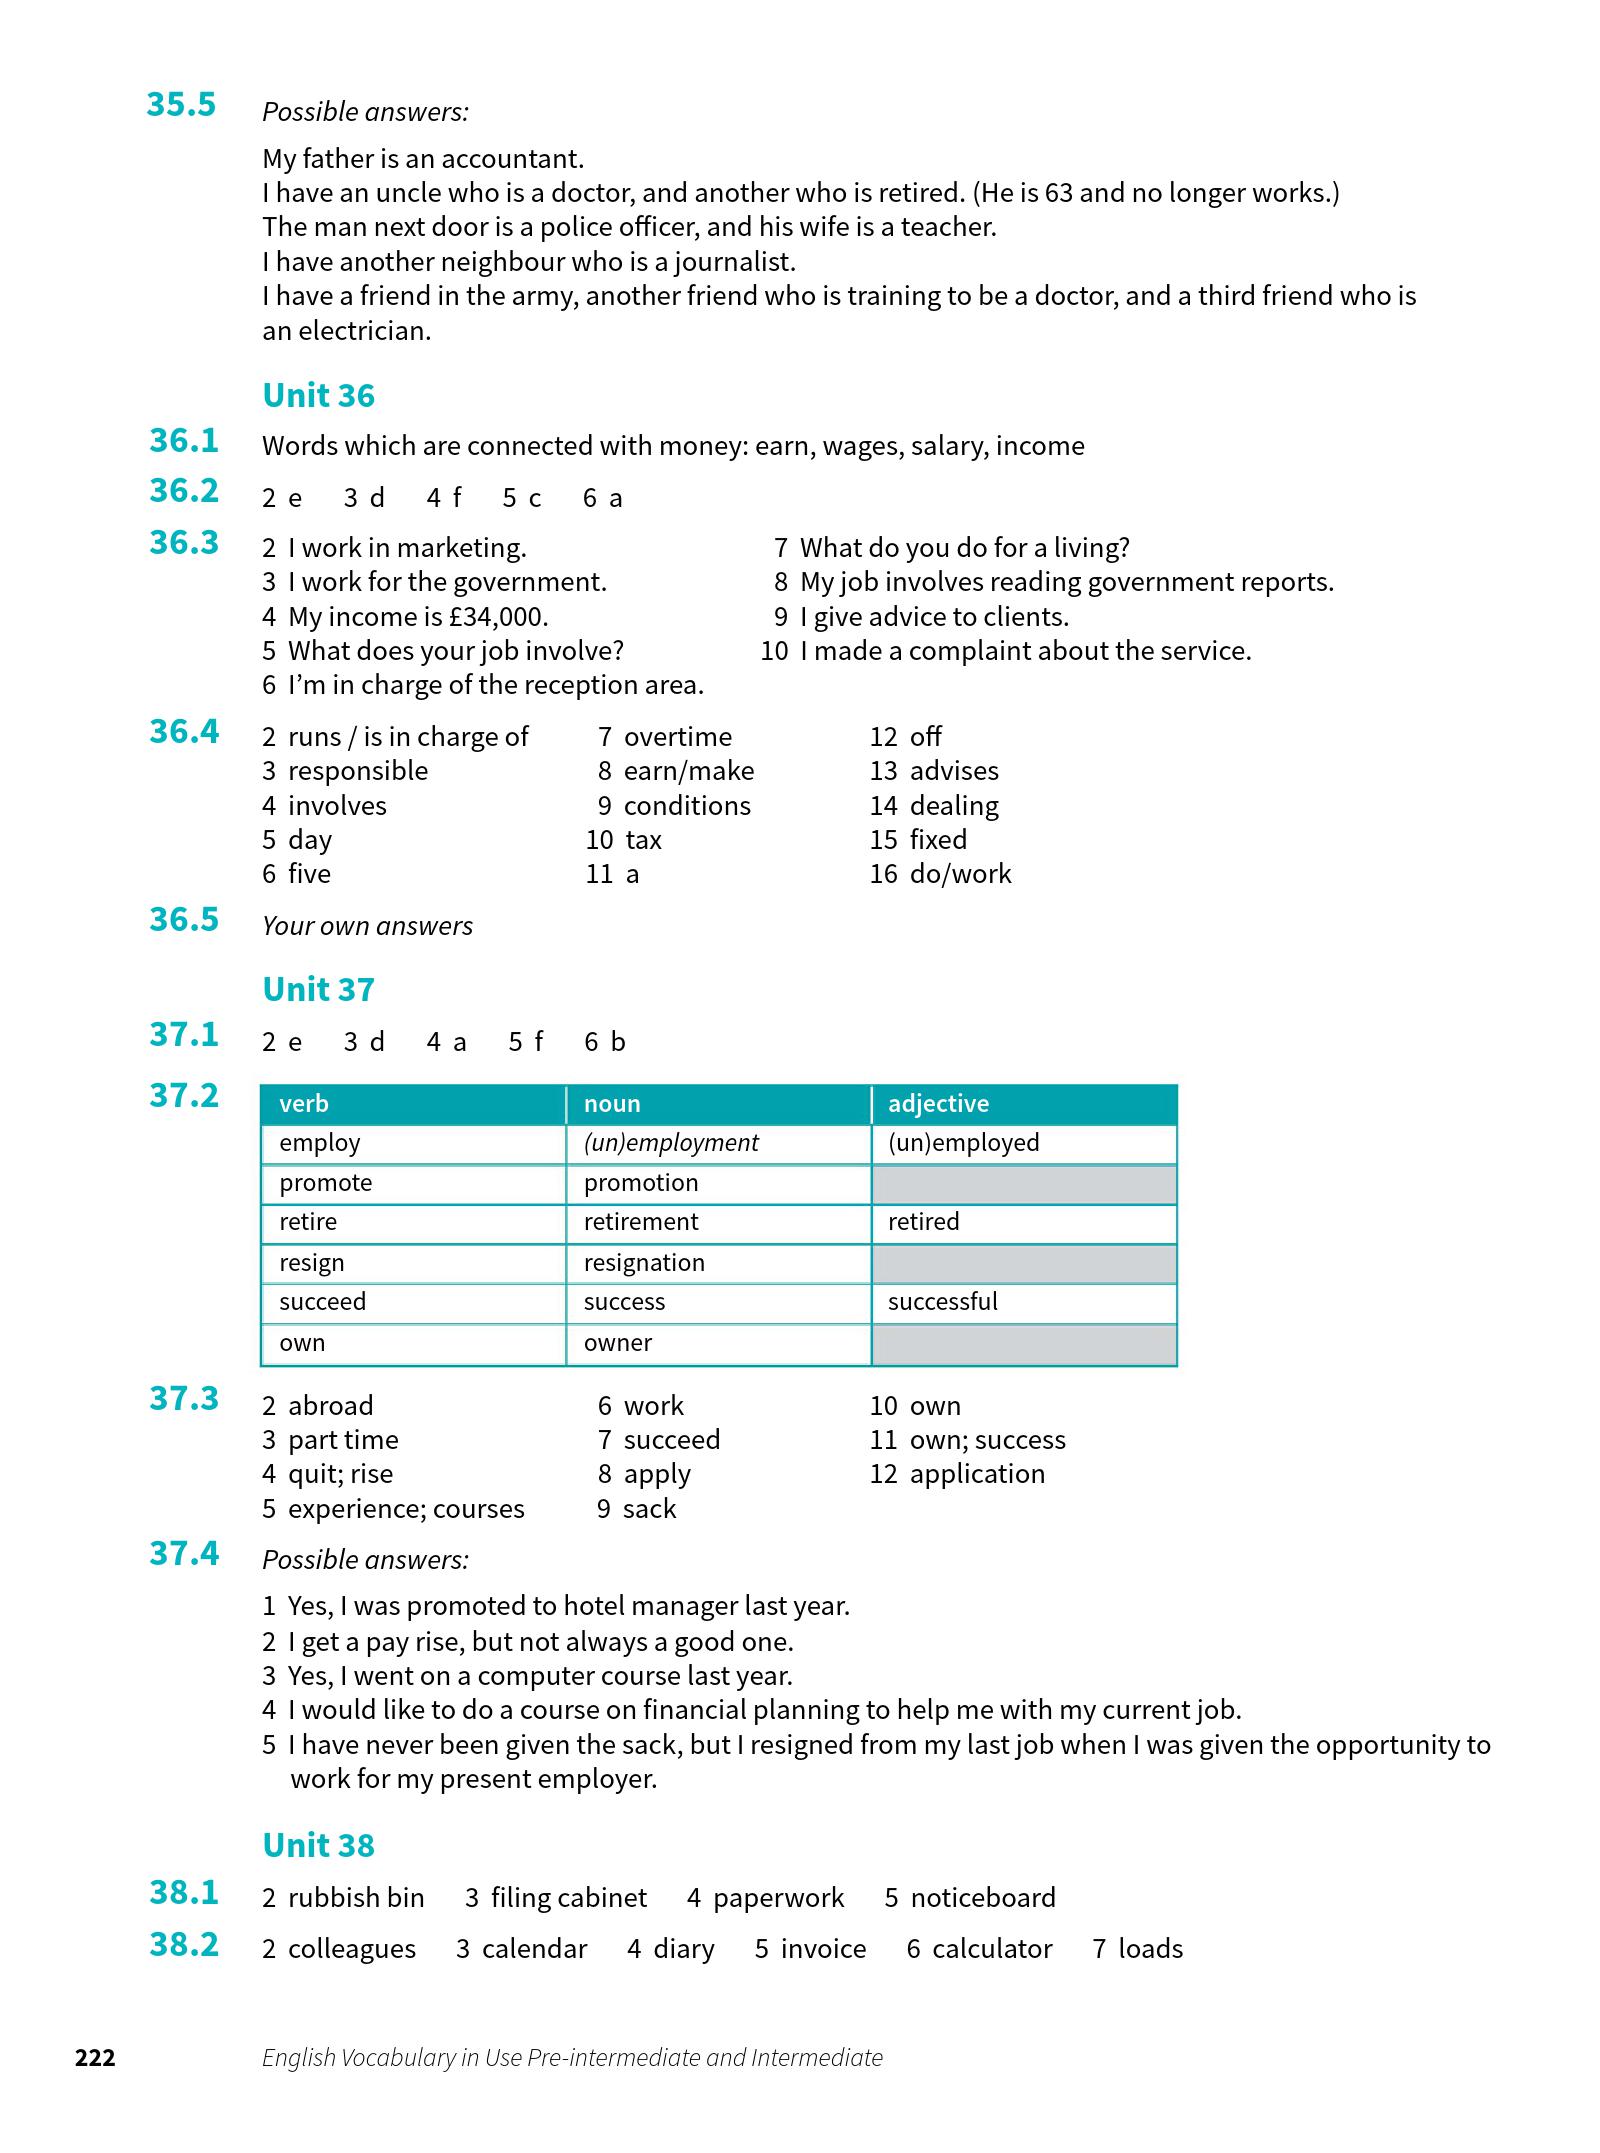 35.5 Possible answers:
My father is an accountant.
I have an uncle who is a doctor, and another who is retired. (He is 63 and no longer works.)
The man next door is a police officer, and his wife is a teacher.
I have another neighbour who is a journalist.
I have a friend in the army, another friend who is training to be a doctor, and a third friend who is
an electrician.
Unit 36
36.1 Words which are connected with money: earn, wages, salary, income
36.2 2 e 3 d 4 f 5 c 6 a
36.3 2 I work in marketing.
3 I work for the government.
4 My income is £34,000.
5 What does your job involve?
6 I’m in charge of the reception area.
7 What do you do for a living?
8 My job involves reading government reports.
9 I give advice to clients.
10 I made a complaint about the service.
36.4 2 runs / is in charge of
3 responsible
4 involves
5 day
6 five
7 overtime
8 earn/make
9 conditions
10 tax
11 a
12 off
13 advises
14 dealing
15 fixed
16 do/work
36.5 Your own answers
Unit 37
37.1 2 e 3 d 4 a 5 f 6 b
37.2 verb noun adjective
employ (un)employment (un)employed
promote promotion
retire retirement retired
resign resignation
succeed success successful
own owner
37.3 2 abroad
3 part time
4 quit; rise
5 experience; courses
6 work
7 succeed
8 apply
9 sack
10 own
11 own; success
12 application
37.4 Possible answers:
1 Yes, I was promoted to hotel manager last year.
2 I get a pay rise, but not always a good one.
3 Yes, I went on a computer course last year.
4 I would like to do a course on financial planning to help me with my current job.
5 I have never been given the sack, but I resigned from my last job when I was given the opportunity to
work for my present employer.
Unit 38
38.1 2 rubbish bin 3 filing cabinet 4 paperwork 5 noticeboard
38.2 2 colleagues 3 calendar 4 diary 5 invoice 6 calculator 7 loads
222 English Vocabulary in Use Pre-intermediate and Intermediate